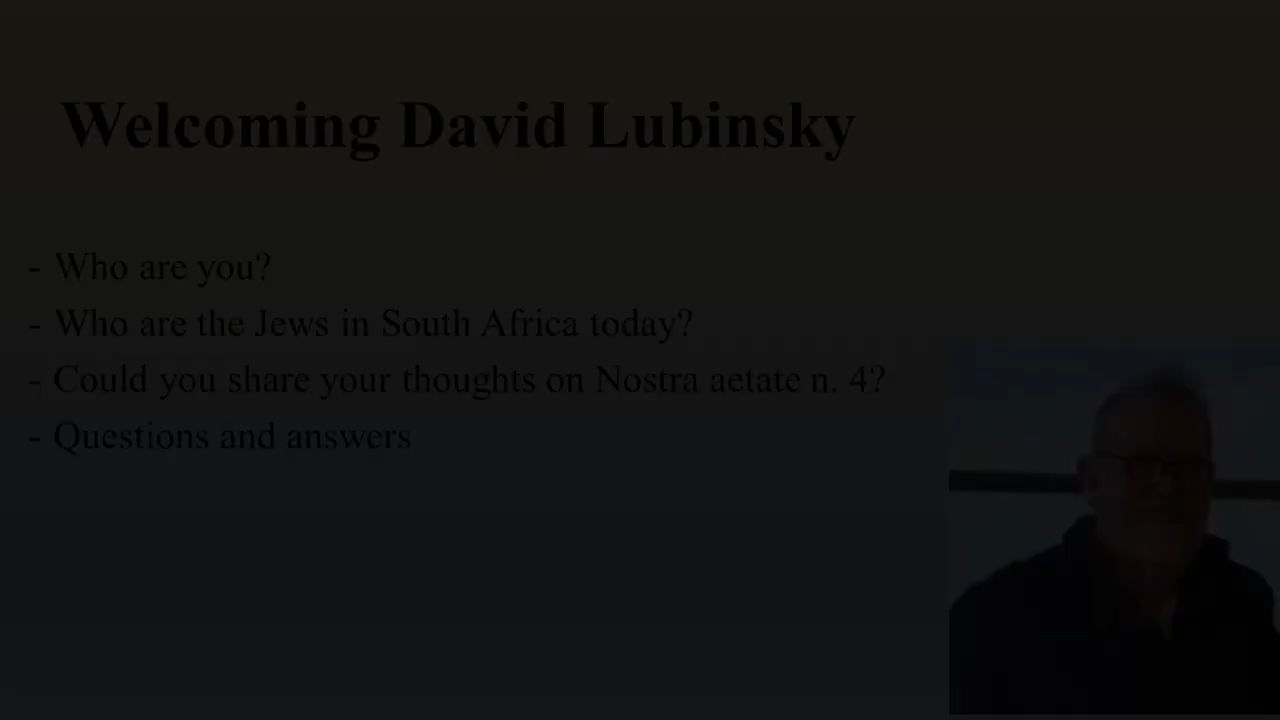 Welcoming David Lubinsky
- Who are you?
- Who are the Jews in South Africa today?
- Could you share your thoughts on Nostra aetate n. 4?
- Questions and answers